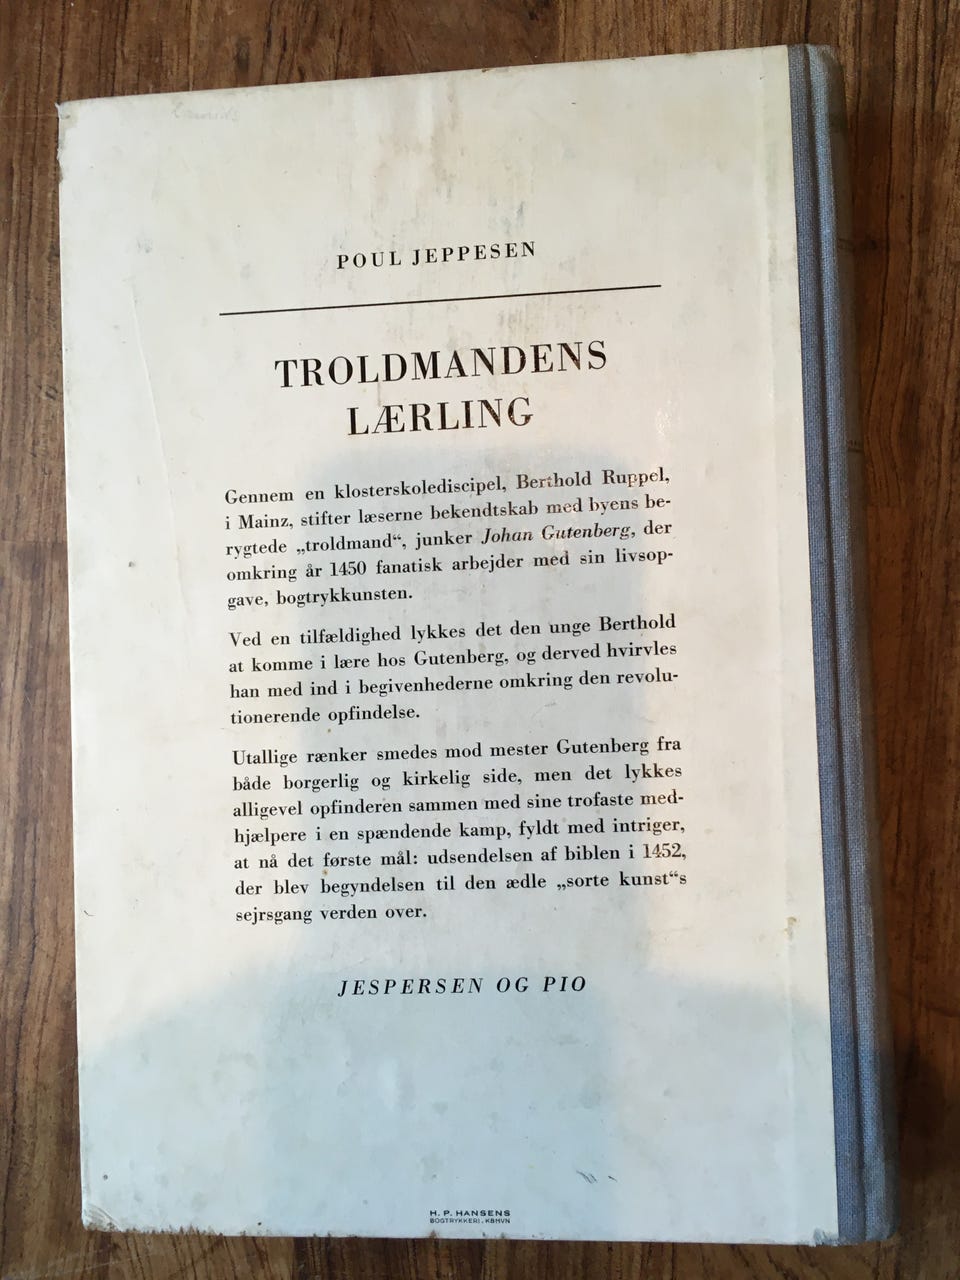 POUL JEPPESEN
TROLDMANDENS
LÆRLING
Gennem en klosterskolediscipel, Berthold Ruppel,
i Mainz, stifter læserne bekendtskab med byens be-
rygtede „troldmand“, junker Johan Gutenberg, der
omkring år 1450 fanatisk arbejder med sin livsop-
gave, bogtrykkunsten.
Ved en tilfældighed lykkes det den unge Berthold
at komme i lære hos Gutenberg, og derved hvirvles
han med ind i begivenhederne omkring den revolu-
tionerende opfindelse.
Utallige rænker smedes mod mester Gutenberg fra
både borgerlig og kirkelig side, men det lykkes
alligevel opfinderen sammen med sine trofaste med-
hjælpere i en spændende kamp, fyldt med intriger,
at nå det første mål: udsendelsen af biblen i 1452,
der blev begyndelsen til den ædle „sorte kunst“s
sejrsgang verden over.
JESPERSEN OG PIO
H. P. HANSENS
BOGTRYKKERI. KBHVN